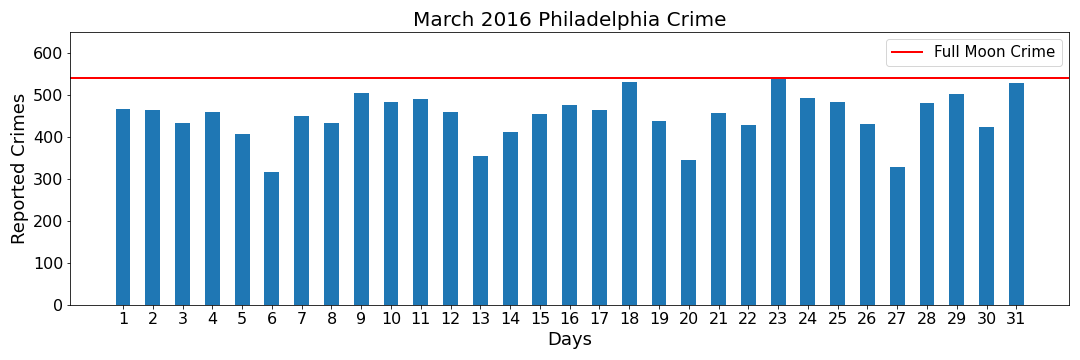 March 2016 Philadelphia Crime
Full Moon Crime
Reported Crimes
600
500
400
300
200
100
0
1 2 3 4 5 6 7 8 9 10 11 12 13 14 15 16 17 18 19 20 21 22 23 24 25 26 27 28 29 30 31
Days